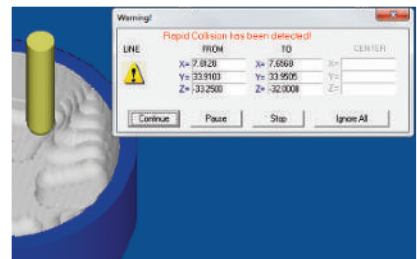 Warning!
Rapid Collision has been detected!
LINE FROM TO CENTER
X= 7.8128 X= 7.6568 X=
Y= 33.9103 Y= 33.9505 Y=
Z= -33.2500 Z= -32.0008 Z=
Continue Pause Stop Ignore All